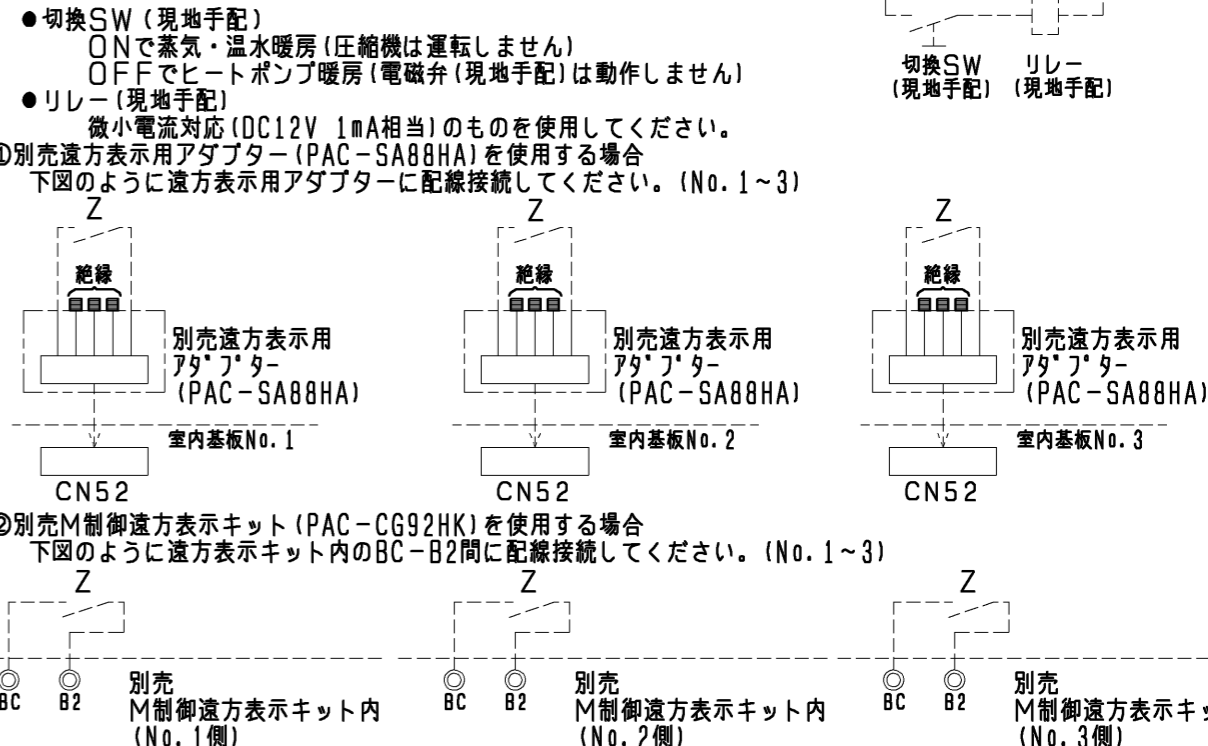 ●切換SW(現地手配)
ONで蒸気・温水暖房(圧縮機は運転しません)
OFFでヒートポンプ暖房(電磁弁(現地手配)は動作しません)
●リレー(現地手配)
微小電流対応(DC12V 1mA相当)のものを使用してください。
切換SW
(現地手配)
リレー
(現地手配)
①別売遠方表示用アダプター(PAC-SA88HA)を使用する場合
下図のように遠方表示用アダプターに配線接続してください。(No.1~3)
Z
絶縁
別売遠方表示用
アダプター
(PAC-SA88HA)
室内基板No.1
CN52
Z
絶縁
別売遠方表示用
アダプター
(PAC-SA88HA)
室内基板No.2
CN52
Z
絶縁
別売遠方表示用
アダプター
(PAC-SA88HA)
室内基板No.3
CN52
②別売M制御遠方表示キット(PAC-CG92HK)を使用する場合
下図のように遠方表示キット内のBC-B2間に配線接続してください。(No.1~3)
Z
BC
B2
別売
M制御遠方表示キット内
(No.1側)
Z
BC
B2
別売
M制御遠方表示キット内
(No.2側)
Z
BC
B2
別売
M制御遠方表示キッ
(No.3側)